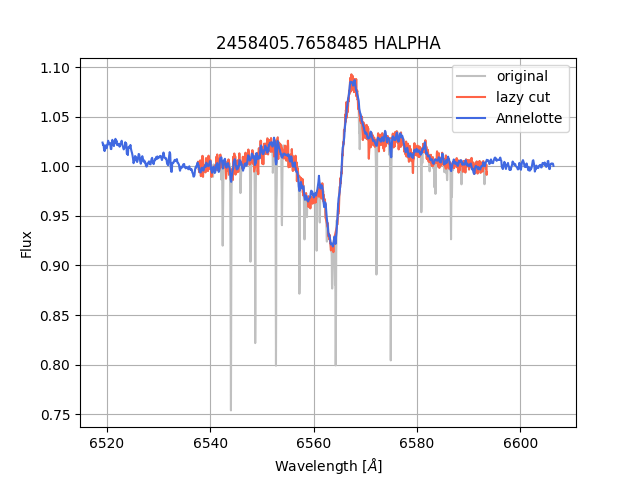 2458405.7658485 HALPHA
original
lazy cut
Annelotte
1.10
1.05
1.00
0.95
0.90
0.85
0.80
0.75
Flux
6520 6540 6560 6580 6600
Wavelength [Å]